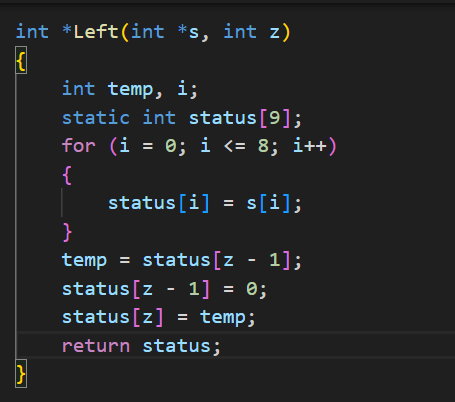 int *Left(int *s, int z)
{
    int temp, i;
    static int status[9];
    for (i = 0; i <= 8; i++)
    {
        status[i] = s[i];
    }
    temp = status[z - 1];
    status[z - 1] = 0;
    status[z] = temp;
    return status;
}